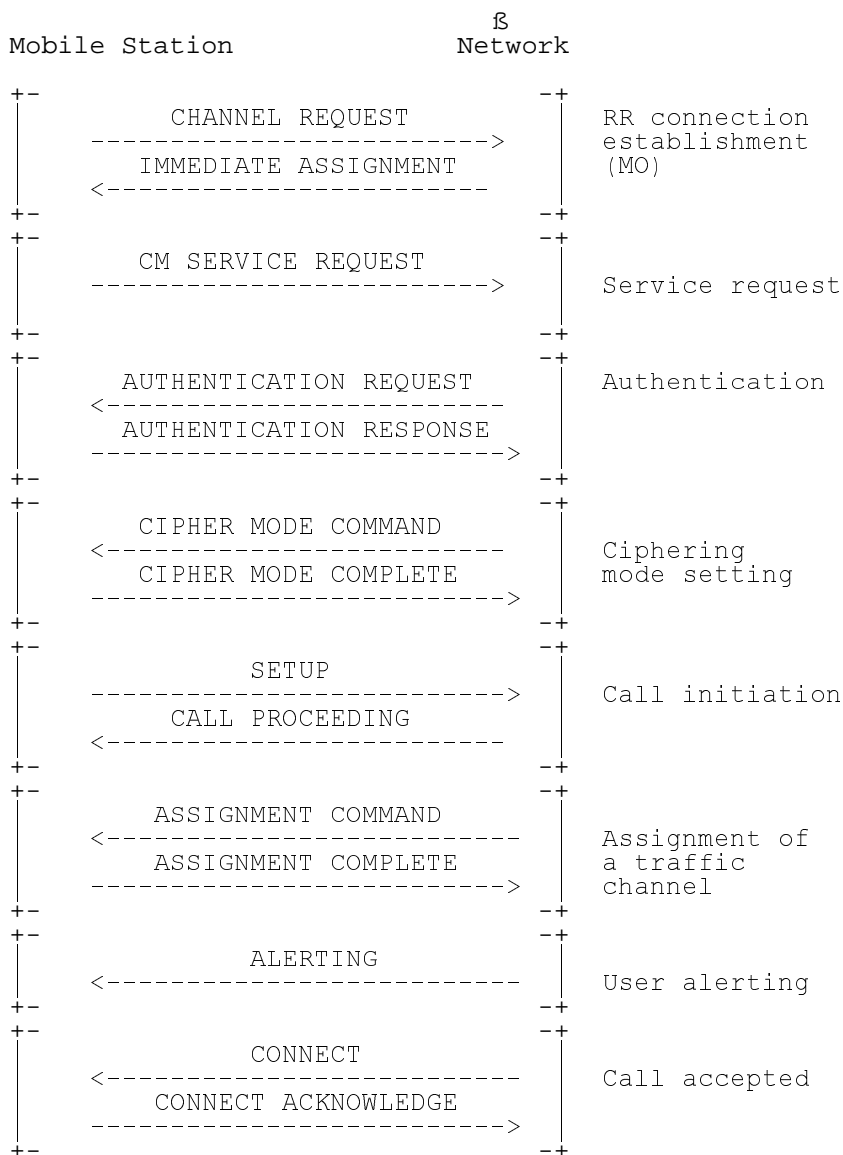 ß
Mobile Station Network
CHANNEL REQUEST RR connection
establishment
IMMEDIATE ASSIGNMENT (MO)
CM SERVICE REQUEST
Service request
AUTHENTICATION REQUEST Authentication
AUTHENTICATION RESPONSE
CIPHER MODE COMMAND
Ciphering
CIPHER MODE COMPLETE mode setting
SETUP
Call initiation
CALL PROCEEDING
ASSIGNMENT COMMAND
Assignment of
ASSIGNMENT COMPLETE a traffic
channel
ALERTING
User alerting
CONNECT
Call accepted
CONNECT ACKNOWLEDGE